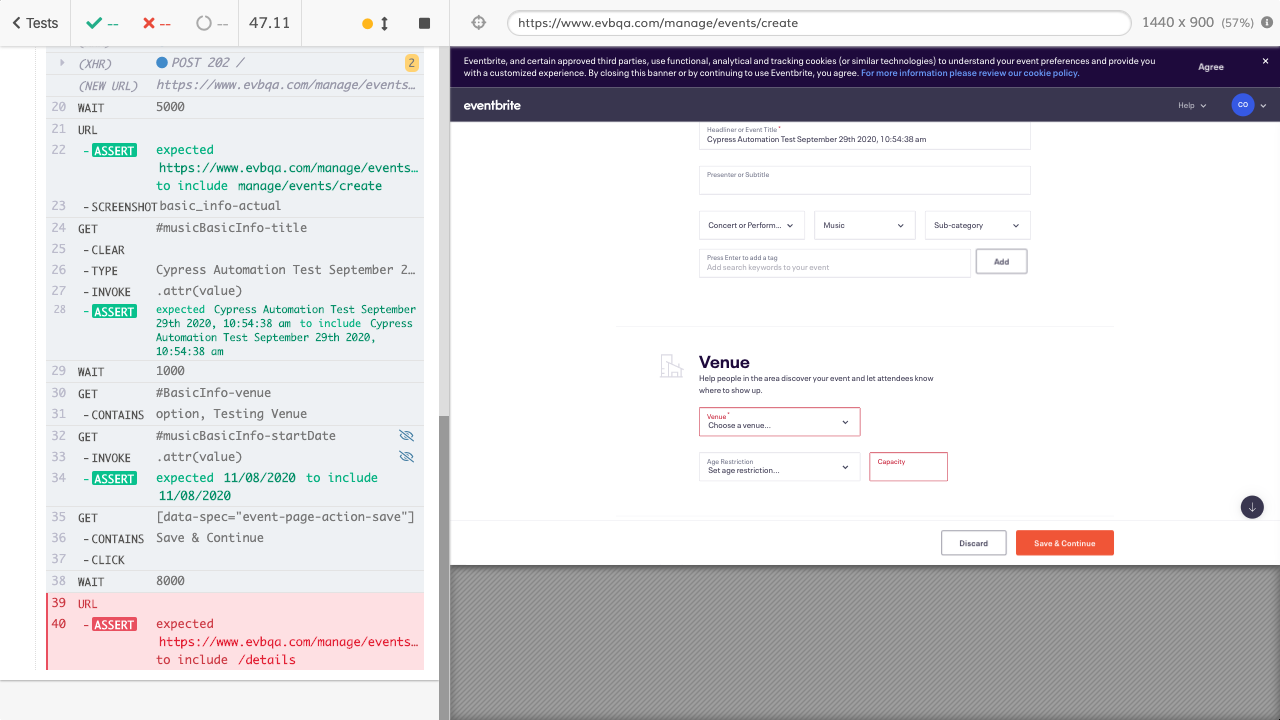 Tests
--
--
--
47.11
https://www.evbqa.com/manage/events/create
1440 x 900 (57%)
(XHR) POST 202 / 2
(NEW URL) https://www.evbqa.com/manage/events...
20 WAIT 5000
21 URL
22 - ASSERT expected
https://www.evbqa.com/manage/events...
to include manage/events/create
23 - SCREENSHOT basic_info-actual
24 GET #musicBasicInfo-title
25 - CLEAR
26 - TYPE Cypress Automation Test September 2...
27 - INVOKE .attr(value)
28 - ASSERT expected Cypress Automation Test September
29th 2020, 10:54:38 am to include Cypress
Automation Test September 29th 2020,
10:54:38 am
29 WAIT 1000
30 GET #BasicInfo-venue
31 - CONTAINS option, Testing Venue
32 GET #musicBasicInfo-startDate
33 - INVOKE .attr(value)
34 - ASSERT expected 11/08/2020 to include
11/08/2020
35 GET [data-spec="event-page-action-save"]
36 - CONTAINS Save & Continue
37 - CLICK
38 WAIT 8000
39 URL
40 - ASSERT expected
https://www.evbqa.com/manage/events...
to include /details
Eventbrite, and certain approved third parties, use functional, analytical and tracking cookies (or similar technologies) to understand your event preferences and provide you
with a customized experience. By closing this banner or by continuing to use Eventbrite, you agree. For more information please review our cookie policy.
Agree
×
eventbrite
Help
CO
Headliner or Event Title *
Cypress Automation Test September 29th 2020, 10:54:38 am
Presenter or Subtitle
Concert or Perform...
Music
Sub-category
Press Enter to add a tag
Add search keywords to your event
Add
Venue
Help people in the area discover your event and let attendees know
where to show up.
Venue *
Choose a venue...
Age Restriction
Set age restriction...
Capacity
Discard
Save & Continue